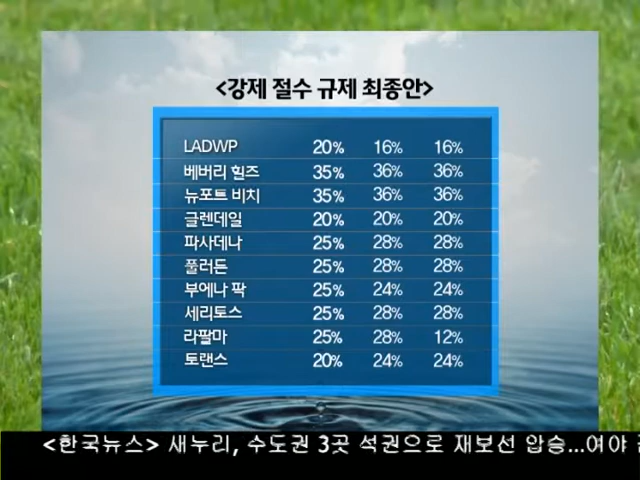 <강제 절수 규제 최종안>
LADWP 20% 16% 16%
베버리 힐즈 35% 36% 36%
뉴포트 비치 35% 36% 36%
글렌데일 20% 20% 20%
파사데나 25% 28% 28%
풀러튼 25% 28% 28%
부에나 팍 25% 24% 24%
세리토스 25% 28% 28%
라팔마 25% 28% 12%
토랜스 20% 24% 24%
<한국뉴스> 새누리, 수도권 3곳 석권으로 재보선 압승...여야